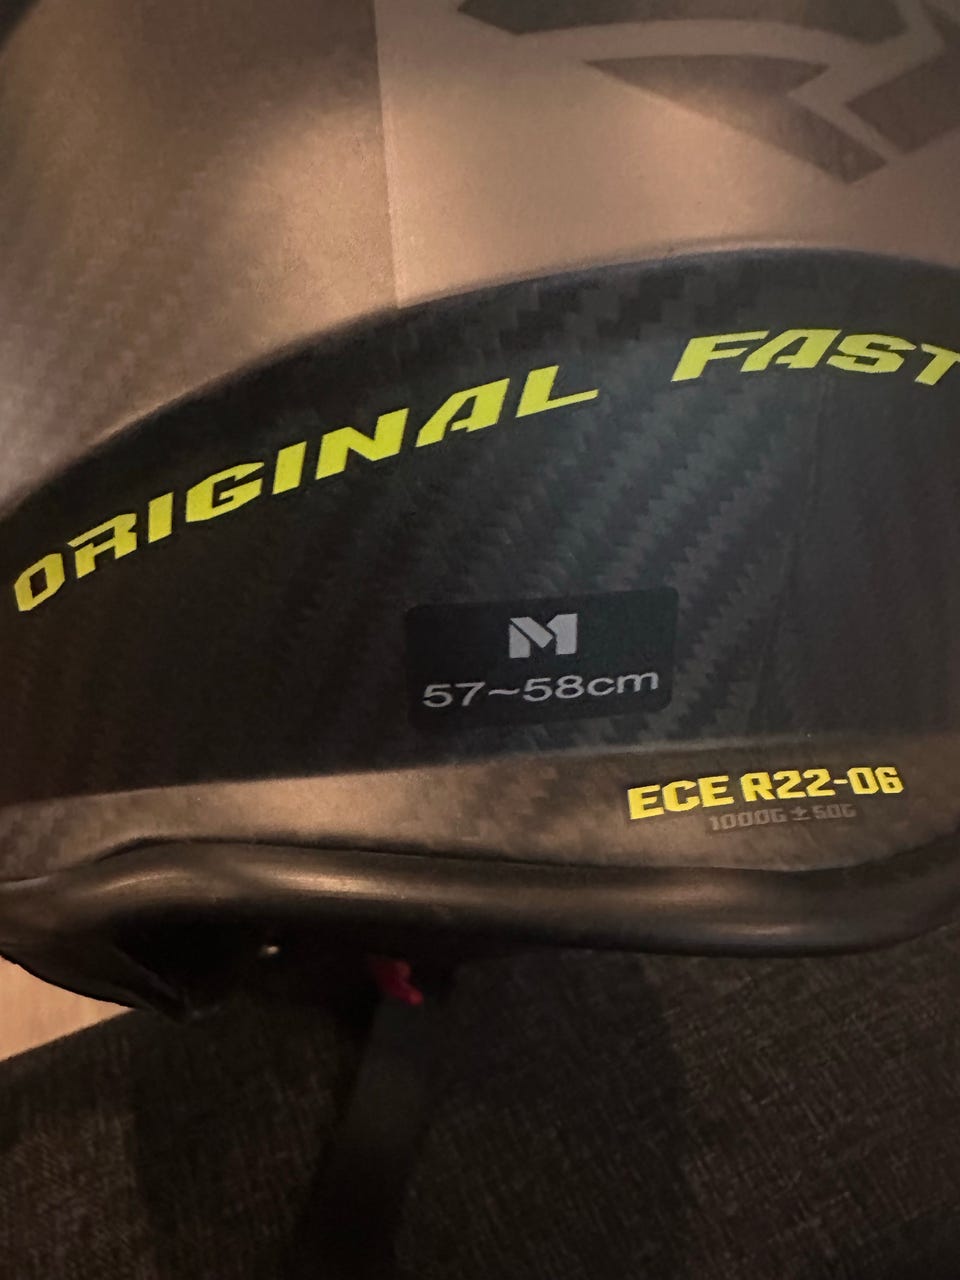 ORIGINAL FAST
M
57~58cm
ECE R22-06
1000G ± 50G